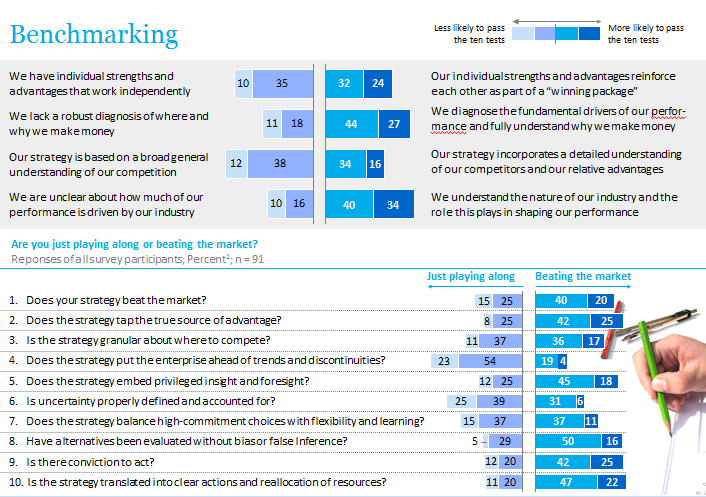 Benchmarking
Less likely to pass the ten tests
More likely to pass the ten tests
We have individual strengths and advantages that work independently
10 35 32 24
Our individual strengths and advantages reinforce each other as part of a “winning package”
We lack a robust diagnosis of where and why we make money
11 18 44 27
We diagnose the fundamental drivers of our perfor-
mance and fully understand why we make money
Our strategy is based on a broad general understanding of our competition
12 38 34 16
Our strategy incorporates a detailed understanding of our competitors and our relative advantages
We are unclear about how much of our performance is driven by our industry
10 16 40 34
We understand the nature of our industry and the role this plays in shaping our performance
Are you just playing along or beating the market?
Reponses of all survey participants; Percent1; n = 91
Just playing along Beating the market
1. Does your strategy beat the market? 15 25 40 20
2. Does the strategy tap the true source of advantage? 8 25 42 25
3. Is the strategy granular about where to compete? 11 37 36 17
4. Does the strategy put the enterprise ahead of trends and discontinuities? 23 54 19 4
5. Does the strategy embed privileged insight and foresight? 12 25 45 18
6. Is uncertainty properly defined and accounted for? 25 39 31 6
7. Does the strategy balance high-commitment choices with flexibility and learning? 15 37 37 11
8. Have alternatives been evaluated without bias or false Inference? 5 29 50 16
9. Is there conviction to act? 12 20 42 25
10. Is the strategy translated into clear actions and reallocation of resources? 11 20 47 22